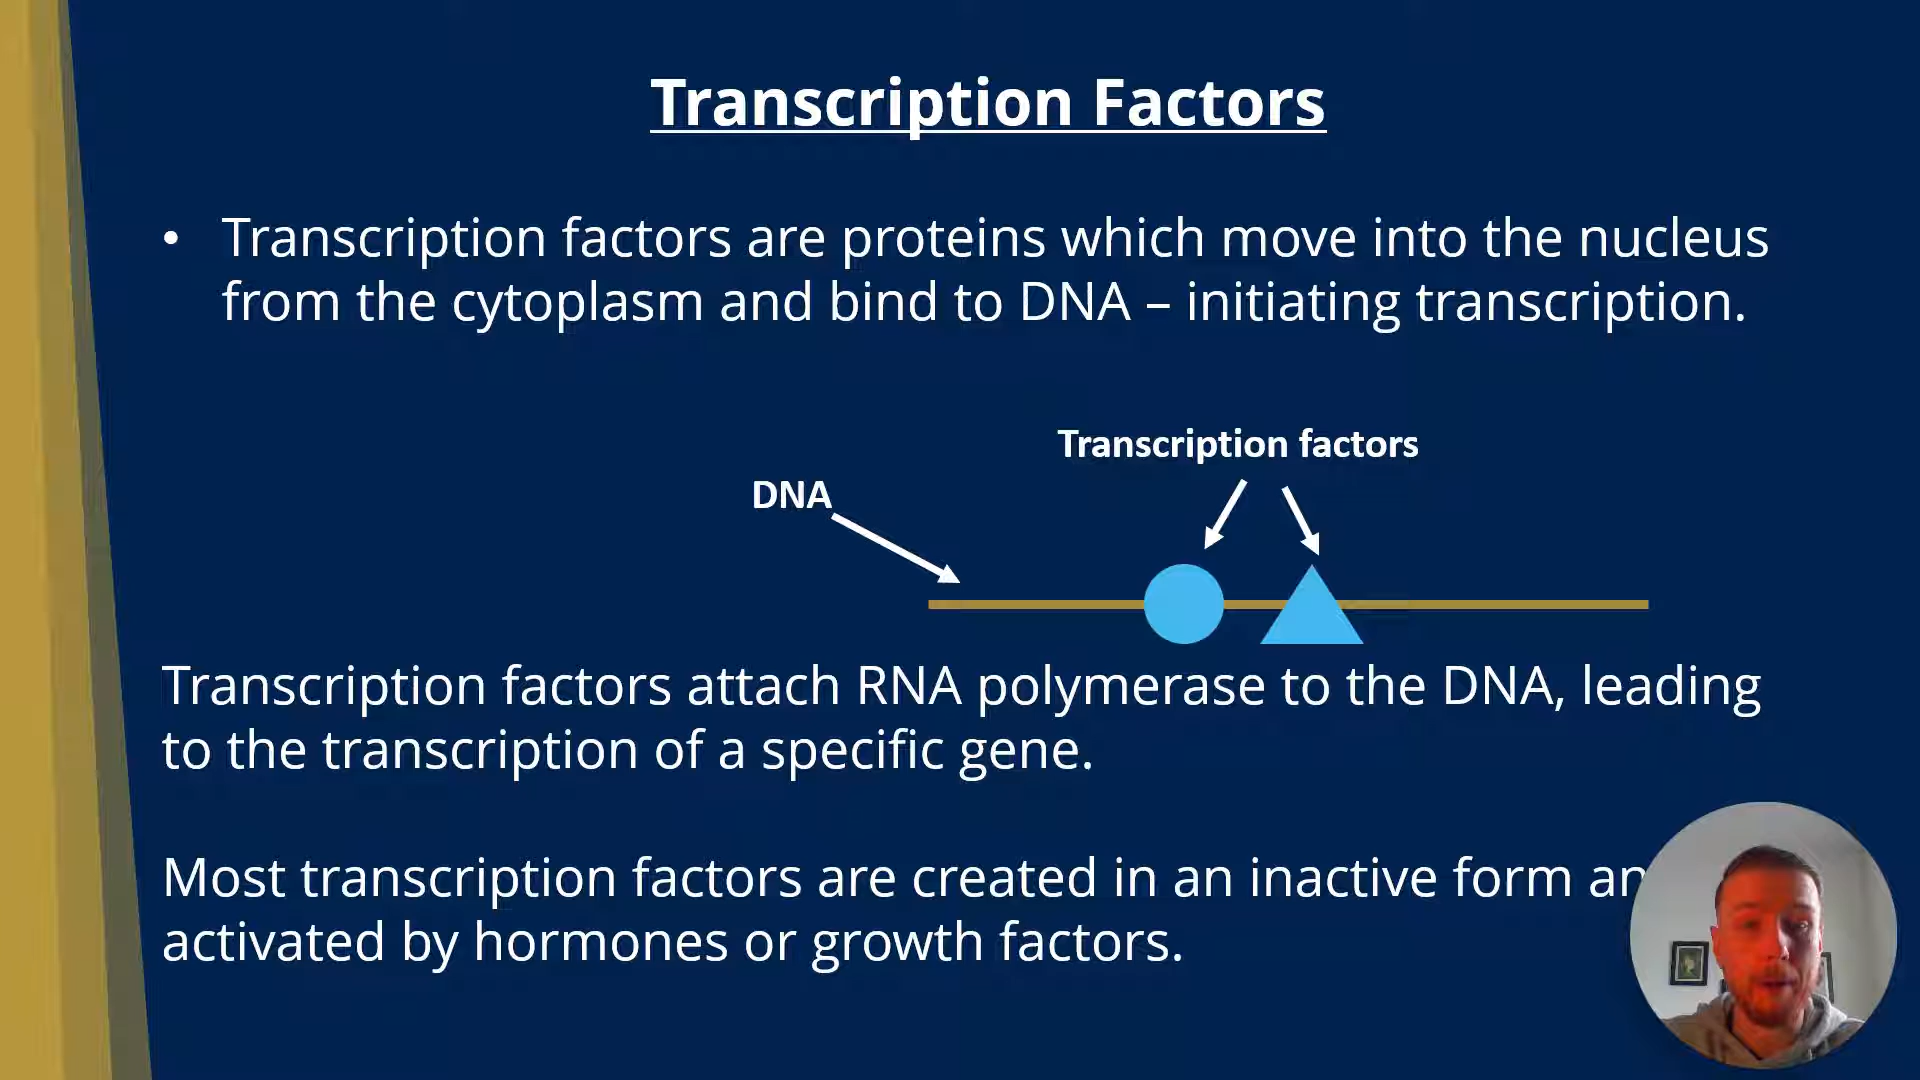 Transcription Factors
• Transcription factors are proteins which move into the nucleus
from the cytoplasm and bind to DNA – initiating transcription.
Transcription factors
DNA
Transcription factors attach RNA polymerase to the DNA, leading
to the transcription of a specific gene.
Most transcription factors are created in an inactive form
activated by hormones or growth factors.